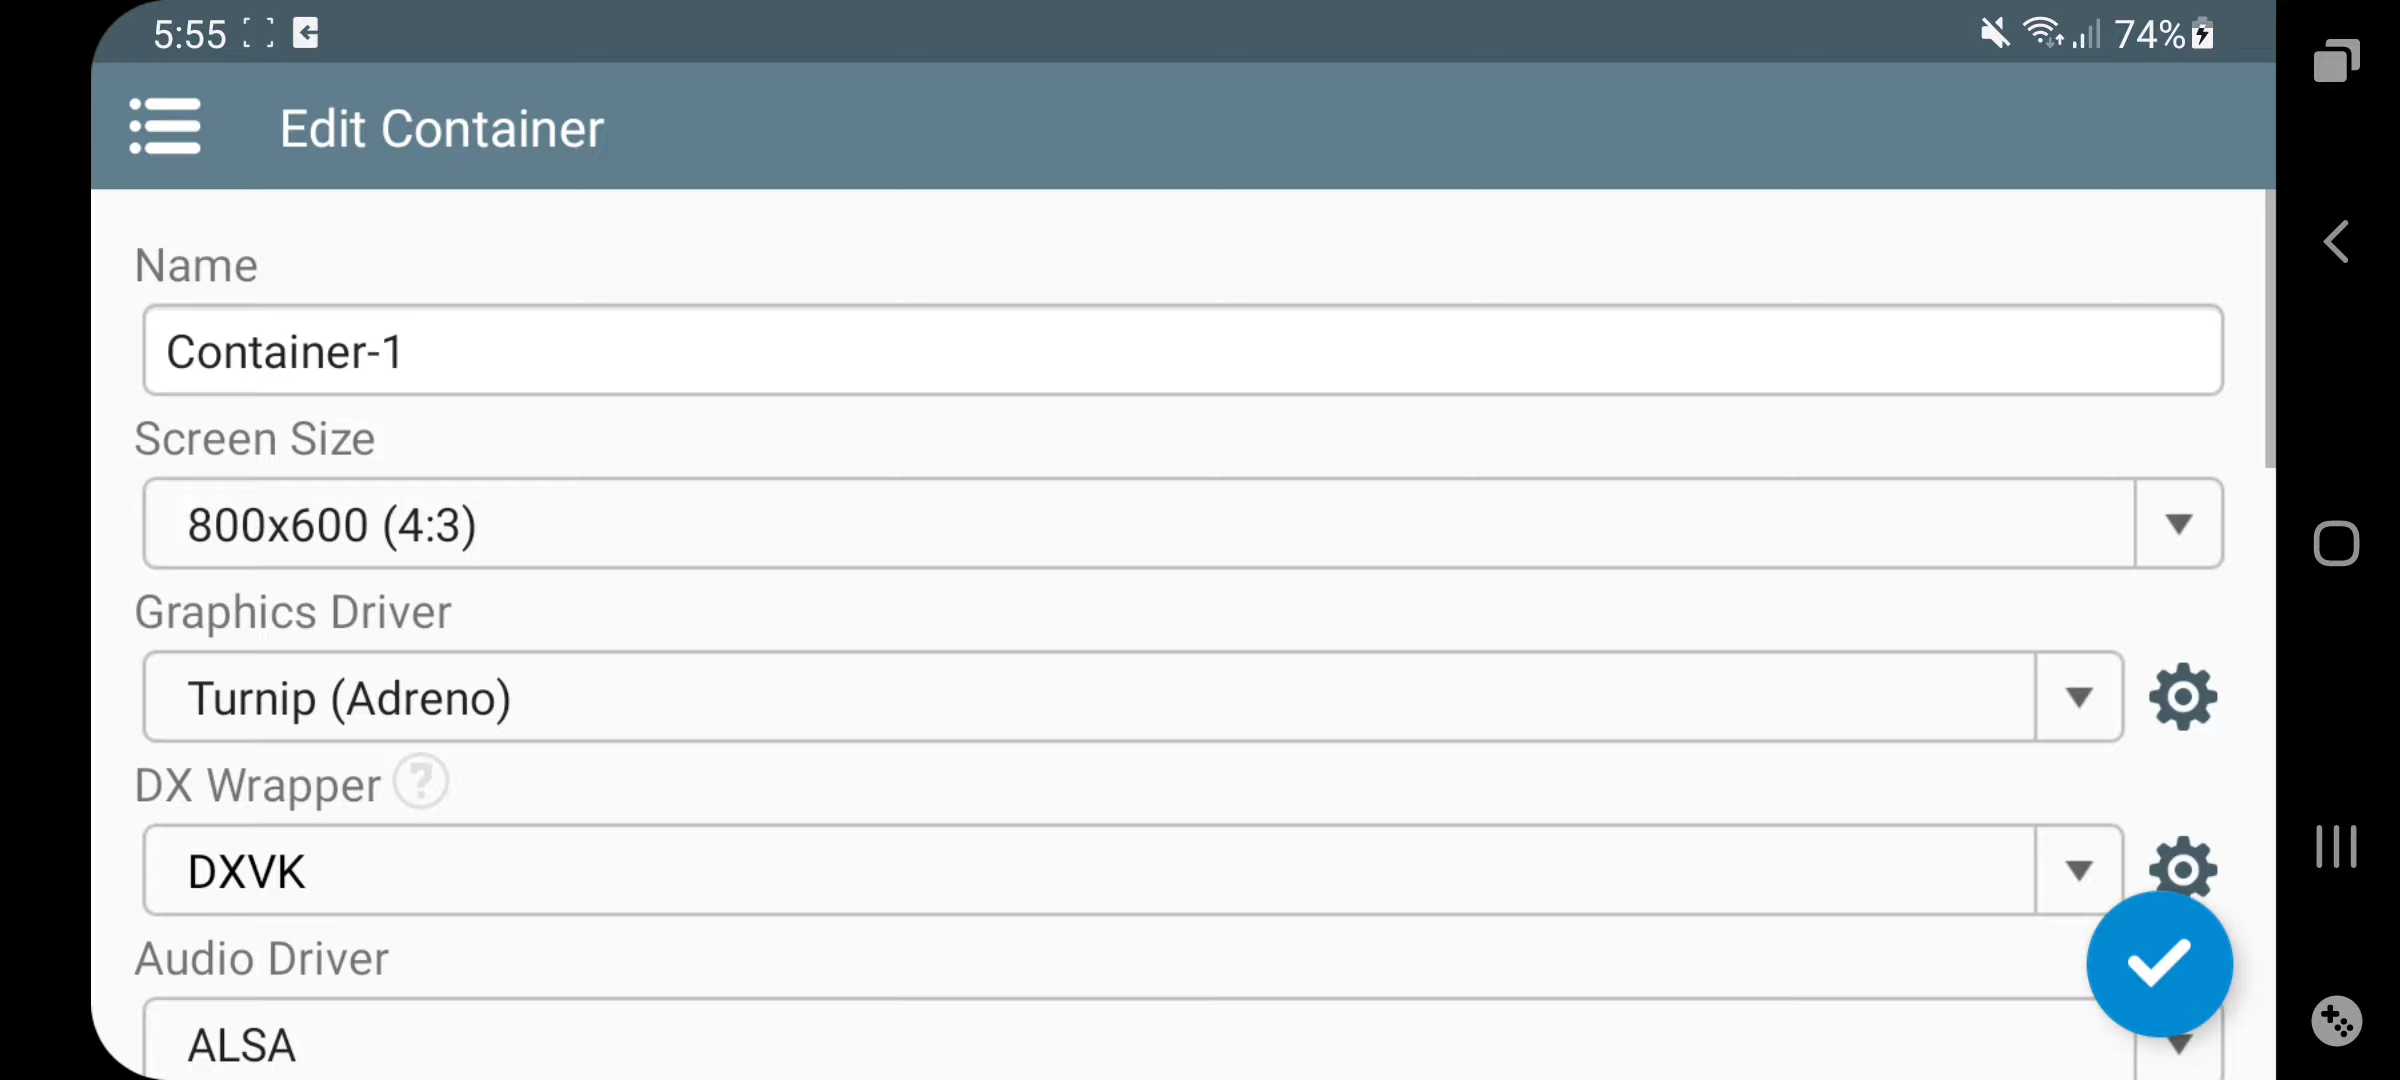 5:55
74%
Edit Container
Name
Container-1
Screen Size
800x600 (4:3)
Graphics Driver
Turnip (Adreno)
DX Wrapper ?
DXVK
Audio Driver
ALSA